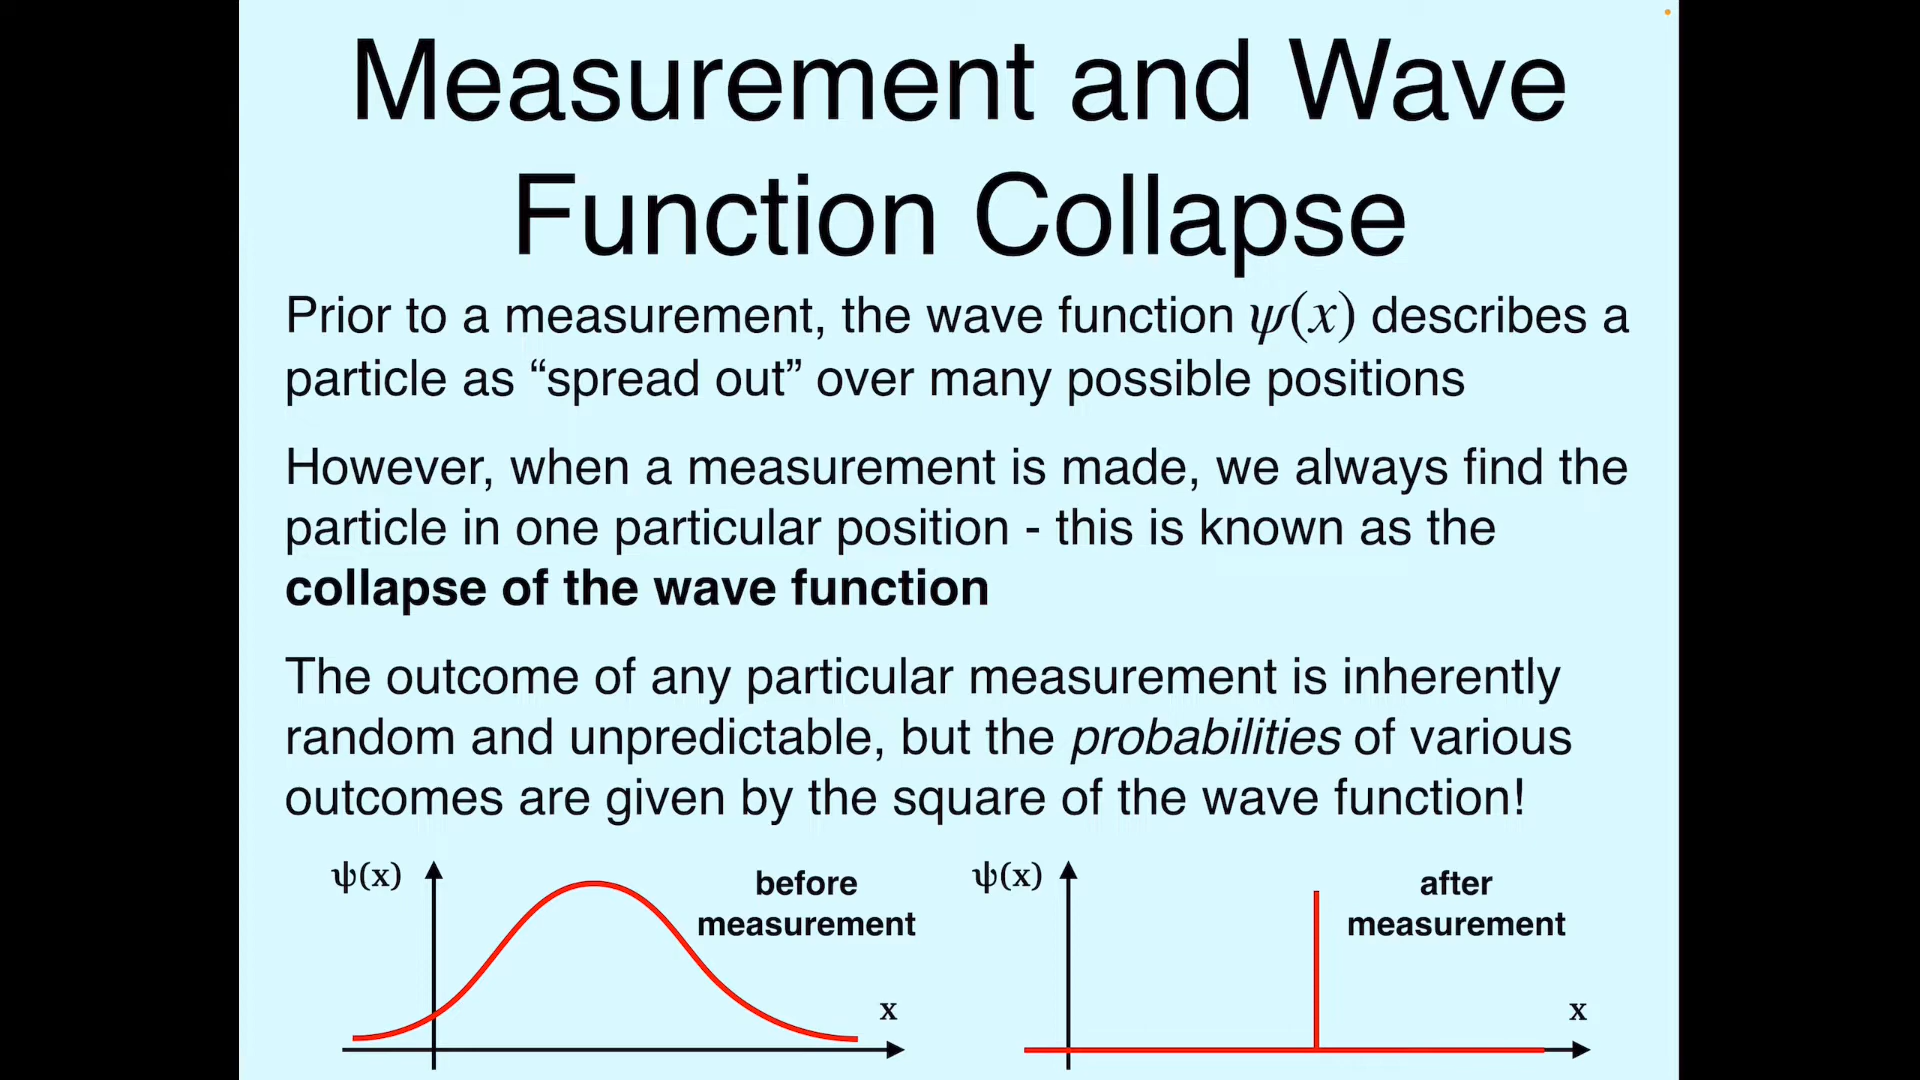 Measurement and Wave
Function Collapse
Prior to a measurement, the wave function ψ(x) describes a
particle as “spread out” over many possible positions
However, when a measurement is made, we always find the
particle in one particular position - this is known as the
collapse of the wave function
The outcome of any particular measurement is inherently
random and unpredictable, but the probabilities of various
outcomes are given by the square of the wave function!
ψ(x)
before
measurement
x
ψ(x)
after
measurement
x